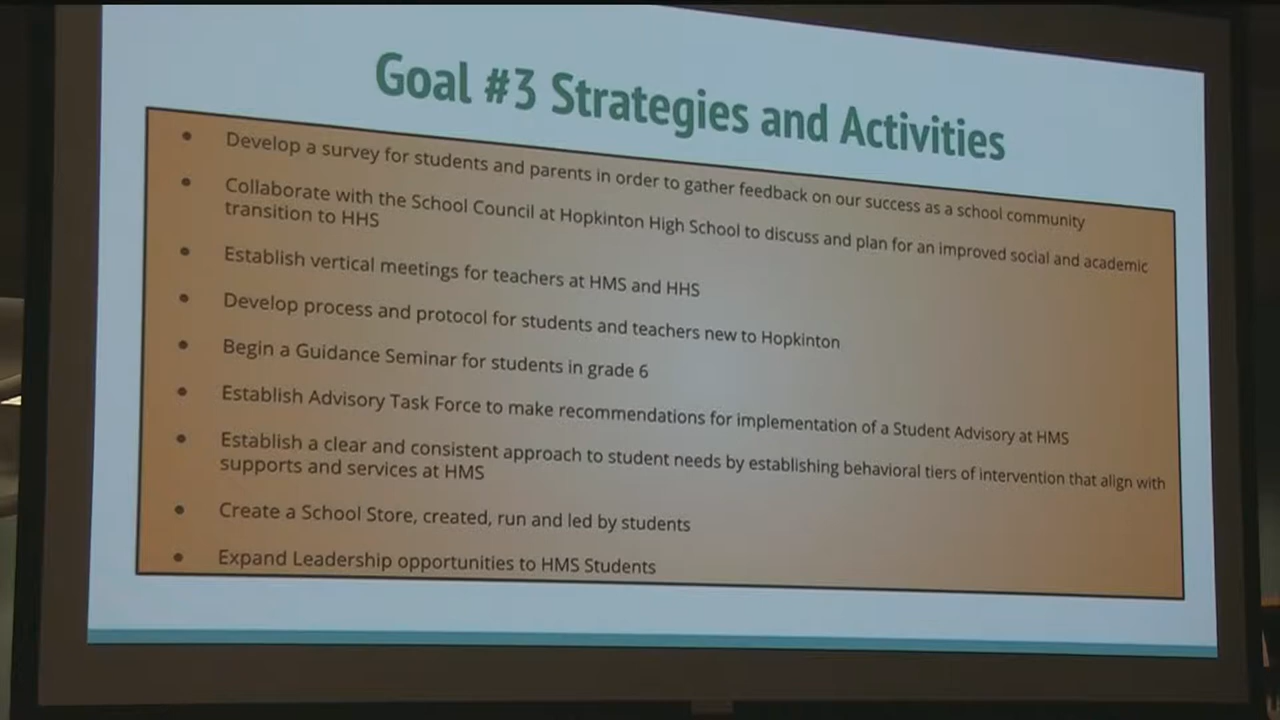 Goal #3 Strategies and Activities
• Develop a survey for students and parents in order to gather feedback on our success as a school community
• Collaborate with the School Council at Hopkinton High School to discuss and plan for an improved social and academic
transition to HHS
• Establish vertical meetings for teachers at HMS and HHS
• Develop process and protocol for students and teachers new to Hopkinton
• Begin a Guidance Seminar for students in grade 6
• Establish Advisory Task Force to make recommendations for implementation of a Student Advisory at HMS
• Establish a clear and consistent approach to student needs by establishing behavioral tiers of intervention that align with
supports and services at HMS
• Create a School Store, created, run and led by students
• Expand Leadership opportunities to HMS Students